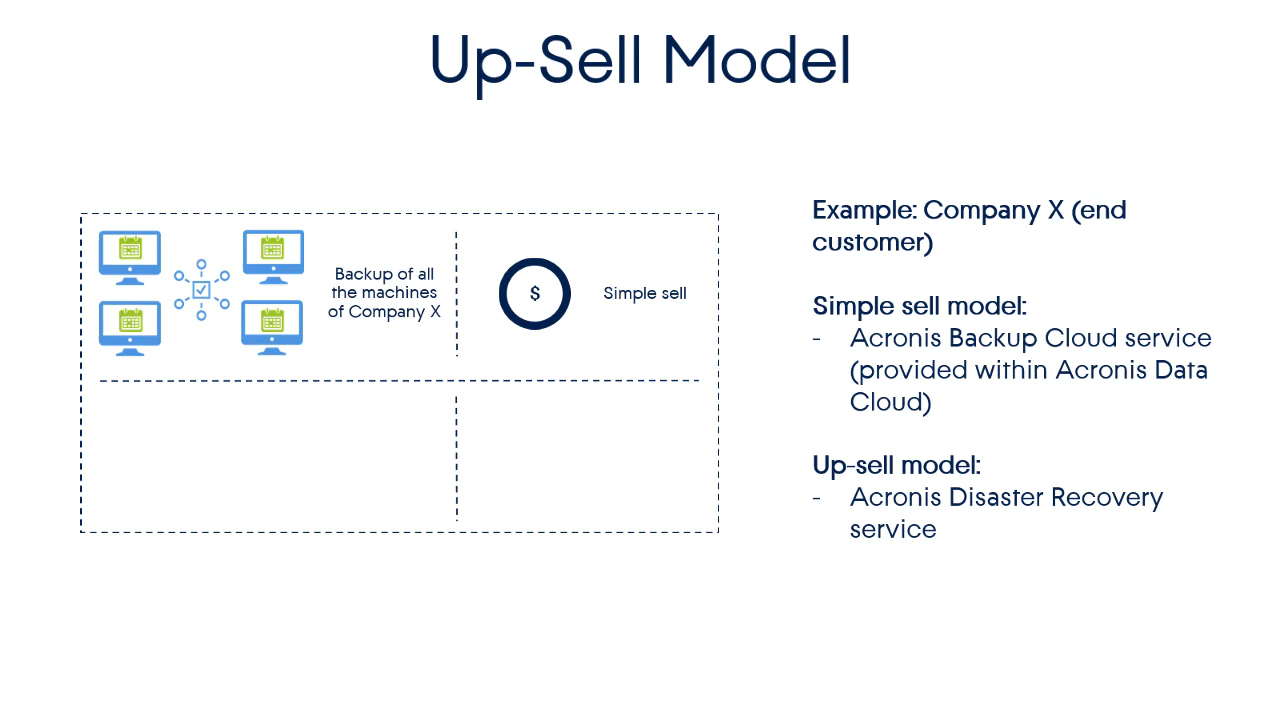 Up-Sell Model
Backup of all
the machines
of Company X
$
Simple sell
Example: Company X (end
customer)
Simple sell model:
- Acronis Backup Cloud service
(provided within Acronis Data
Cloud)
Up-sell model:
- Acronis Disaster Recovery
service